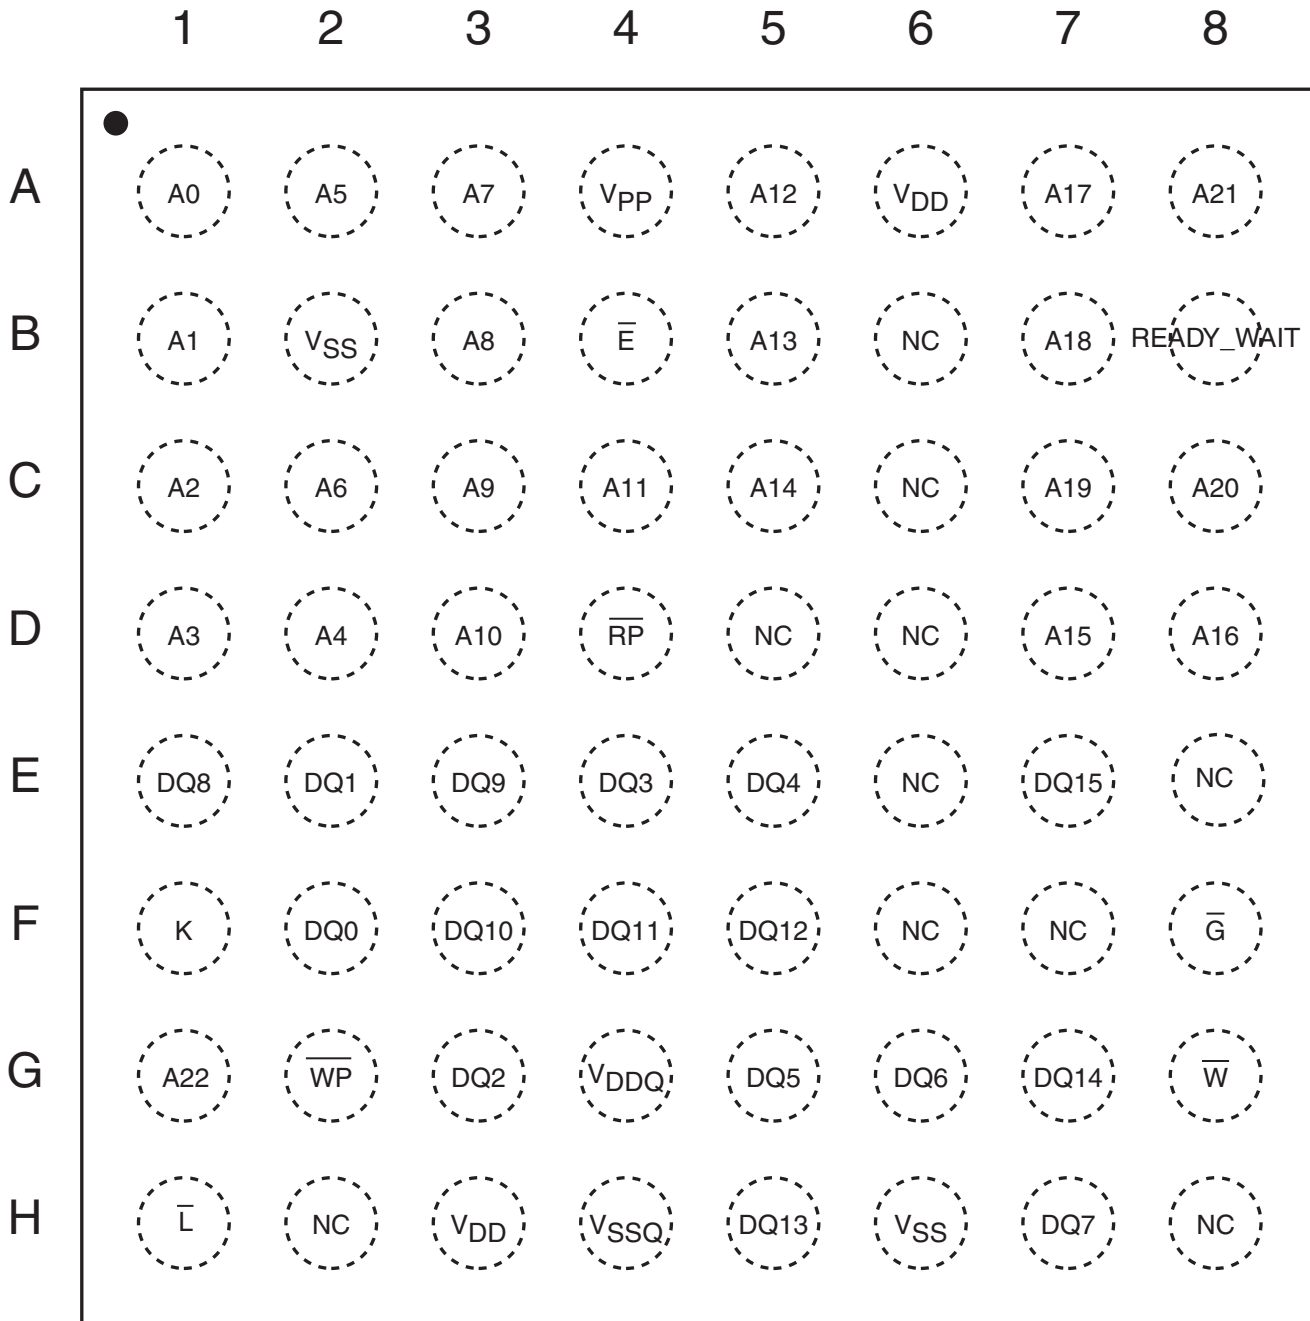 1 2 3 4 5 6 7 8
A A0 A5 A7 VPP A12 VDD A17 A21
B A1 VSS A8 E̅ A13 NC A18 READY_WAIT
C A2 A6 A9 A11 A14 NC A19 A20
D A3 A4 A10 R̅P̅ NC NC A15 A16
E DQ8 DQ1 DQ9 DQ3 DQ4 NC DQ15 NC
F K DQ0 DQ10 DQ11 DQ12 NC NC G̅
G A22 W̅P̅ DQ2 VDDQ DQ5 DQ6 DQ14 W̅
H L̅ NC VDD VSSQ DQ13 VSS DQ7 NC